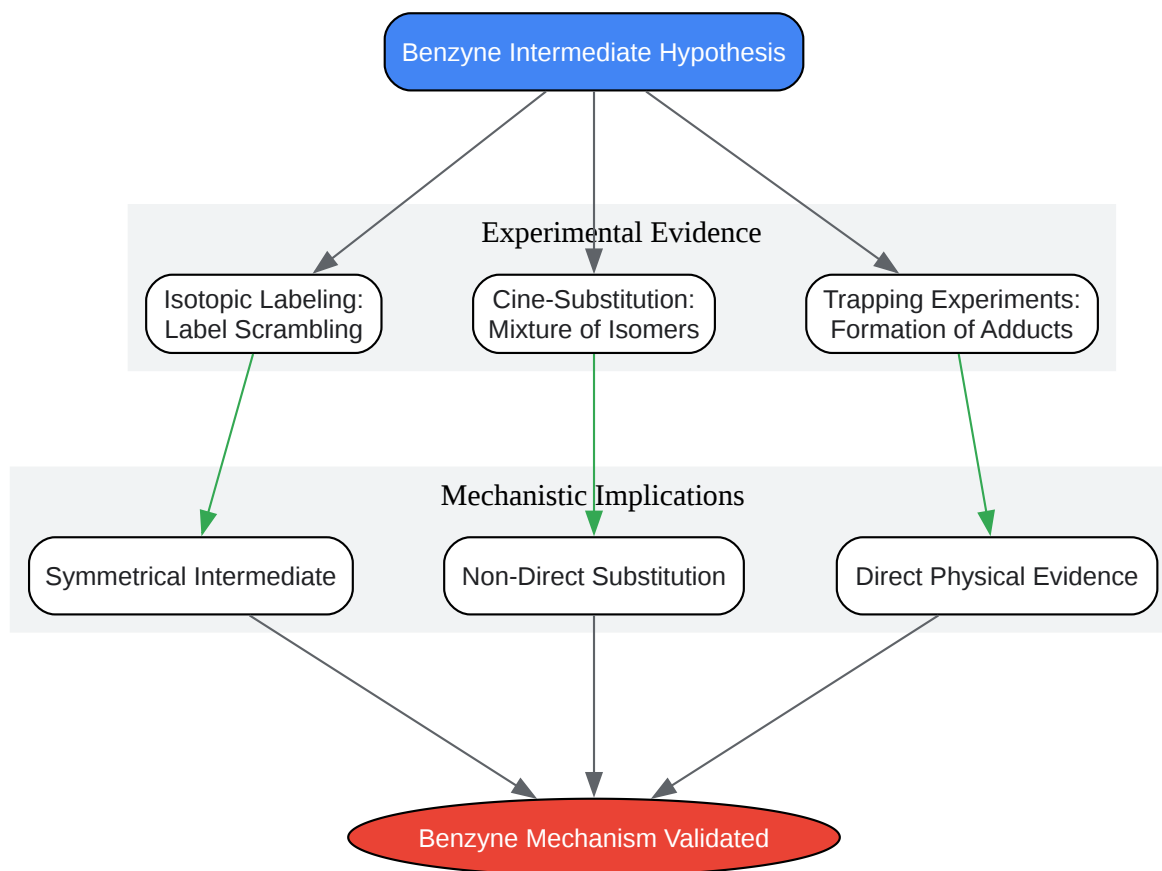 Benzyne Intermediate Hypothesis
Experimental Evidence
Isotopic Labeling:
Label Scrambling
Cine-Substitution:
Mixture of Isomers
Trapping Experiments:
Formation of Adducts
Mechanistic Implications
Symmetrical Intermediate
Non-Direct Substitution
Direct Physical Evidence
Benzyne Mechanism Validated